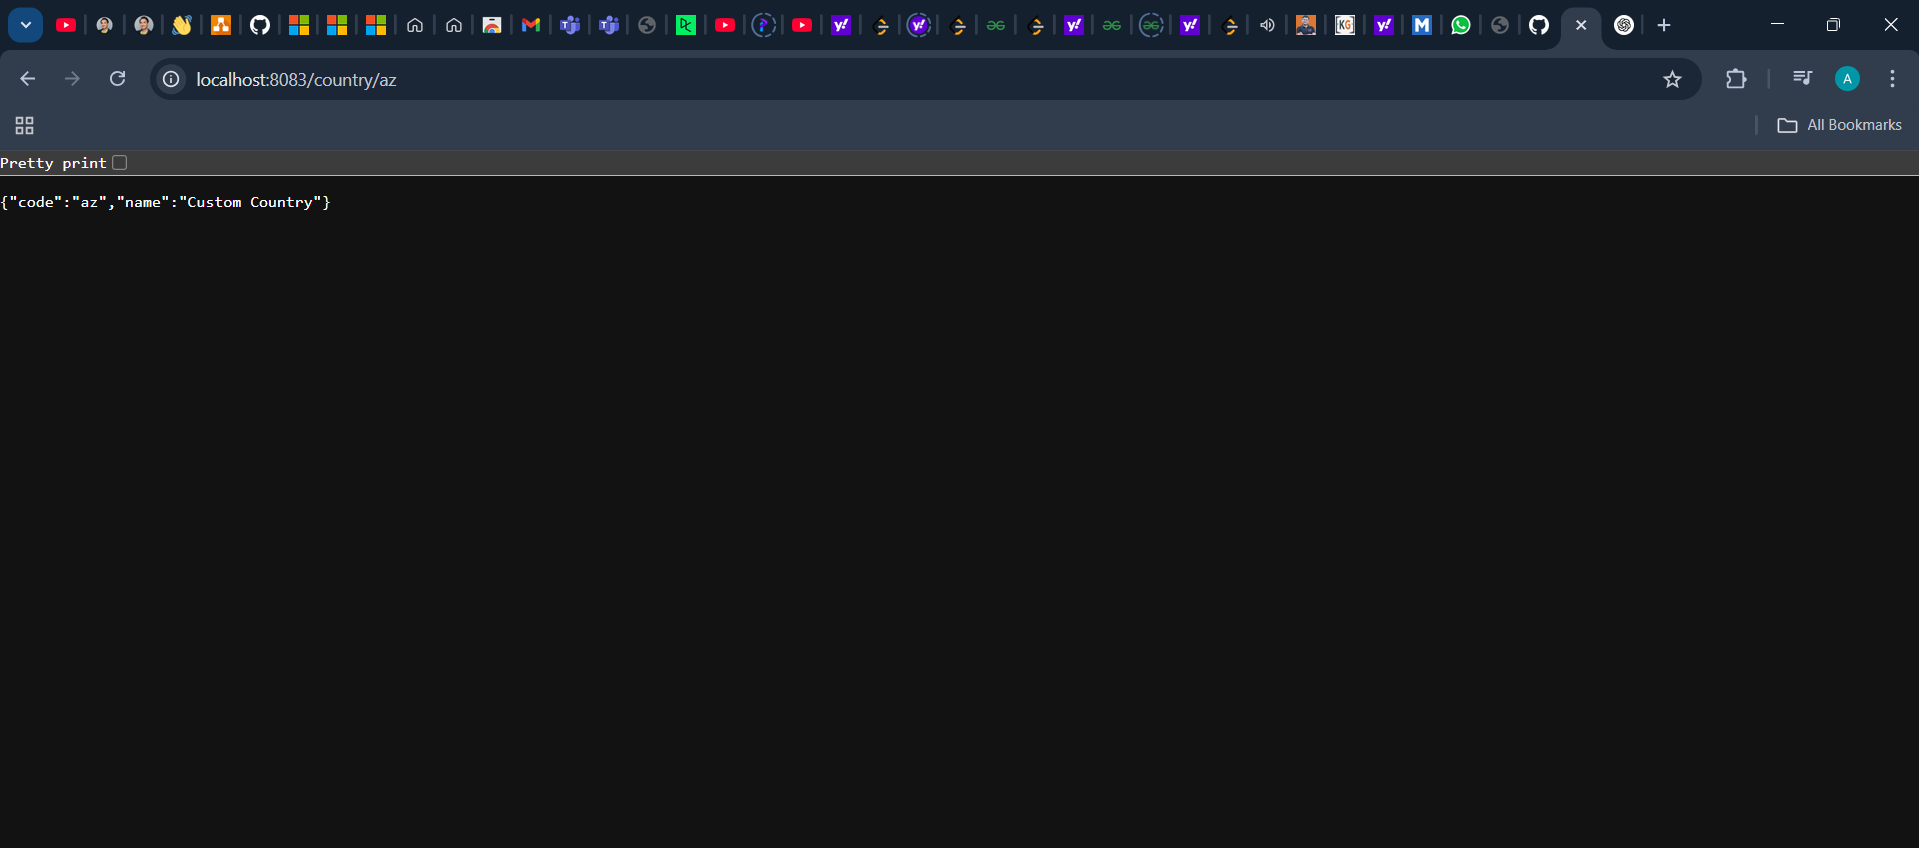 localhost:8083/country/az
A
All Bookmarks
Pretty print
{"code":"az","name":"Custom Country"}